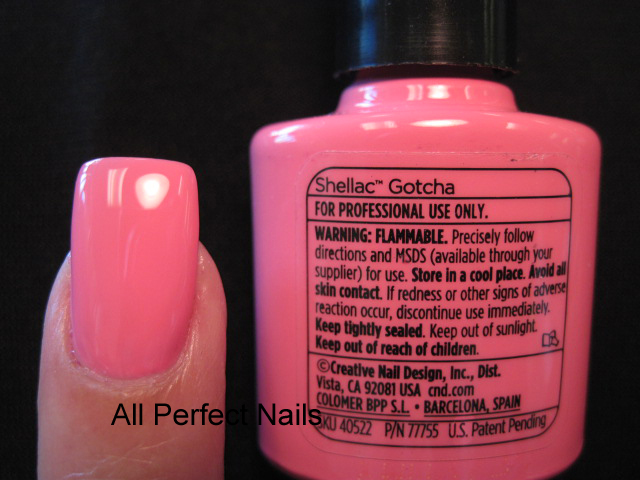 Shellac™ Gotcha
FOR PROFESSIONAL USE ONLY.
WARNING: FLAMMABLE. Precisely follow
directions and MSDS (available through your
supplier) for use. Store in a cool place. Avoid all
skin contact. If redness or other signs of adverse
reaction occur, discontinue use immediately.
Keep tightly sealed. Keep out of sunlight.
Keep out of reach of children.
©Creative Nail Design, Inc., Dist.
Vista, CA 92081 USA cnd.com
COLOMER BPP S.L. • BARCELONA, SPAIN
SKU 40522 P/N 77755 U.S. Patent Pending
All Perfect Nails